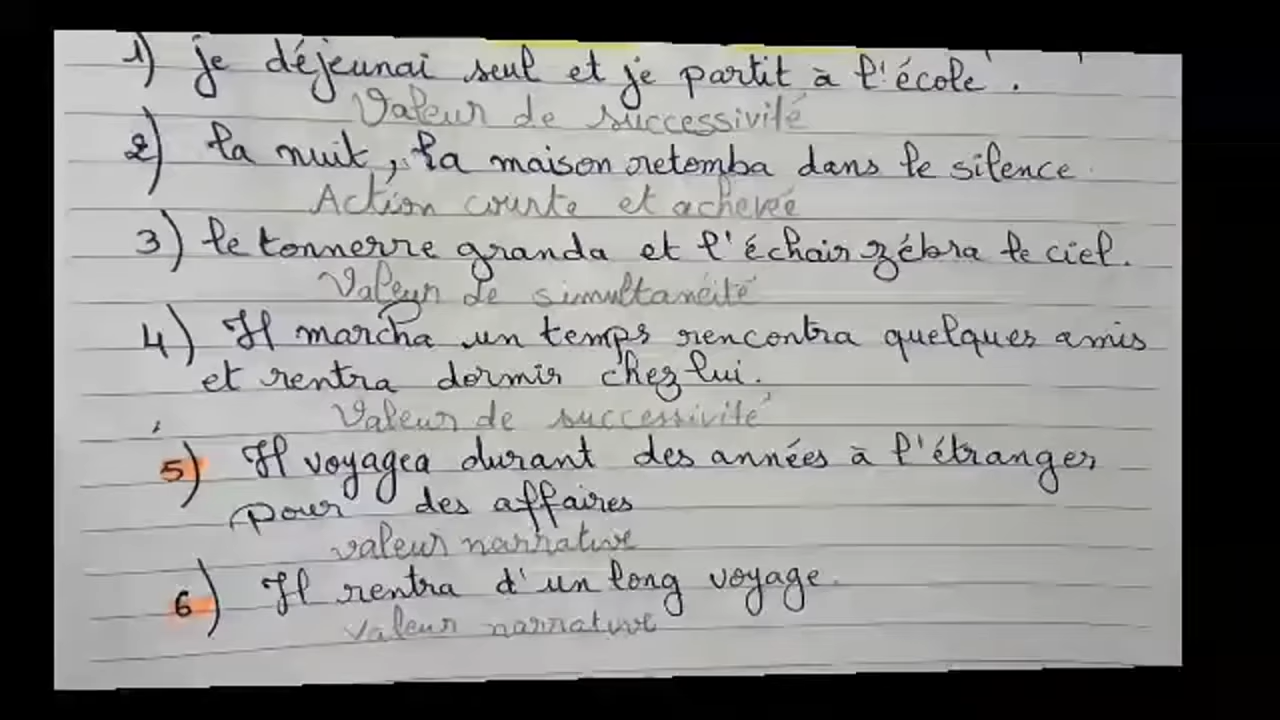 1) je déjeunai seul et je partit à l'école.
Valeur de successivité
2) la nuit, la maison retomba dans le silence.
Action courte et achevée
3) le tonnerre granda et l'échair zébra le ciel.
Valeur de simultanéité
4) Il marcha un temps rencontra quelques amis
et rentra dormir chez lui.
Valeur de successivité
5) Il voyagea durant des années à l'étranger
pour des affaires
valeur narrative
6) Il rentra d'un long voyage.
Valeur narrative